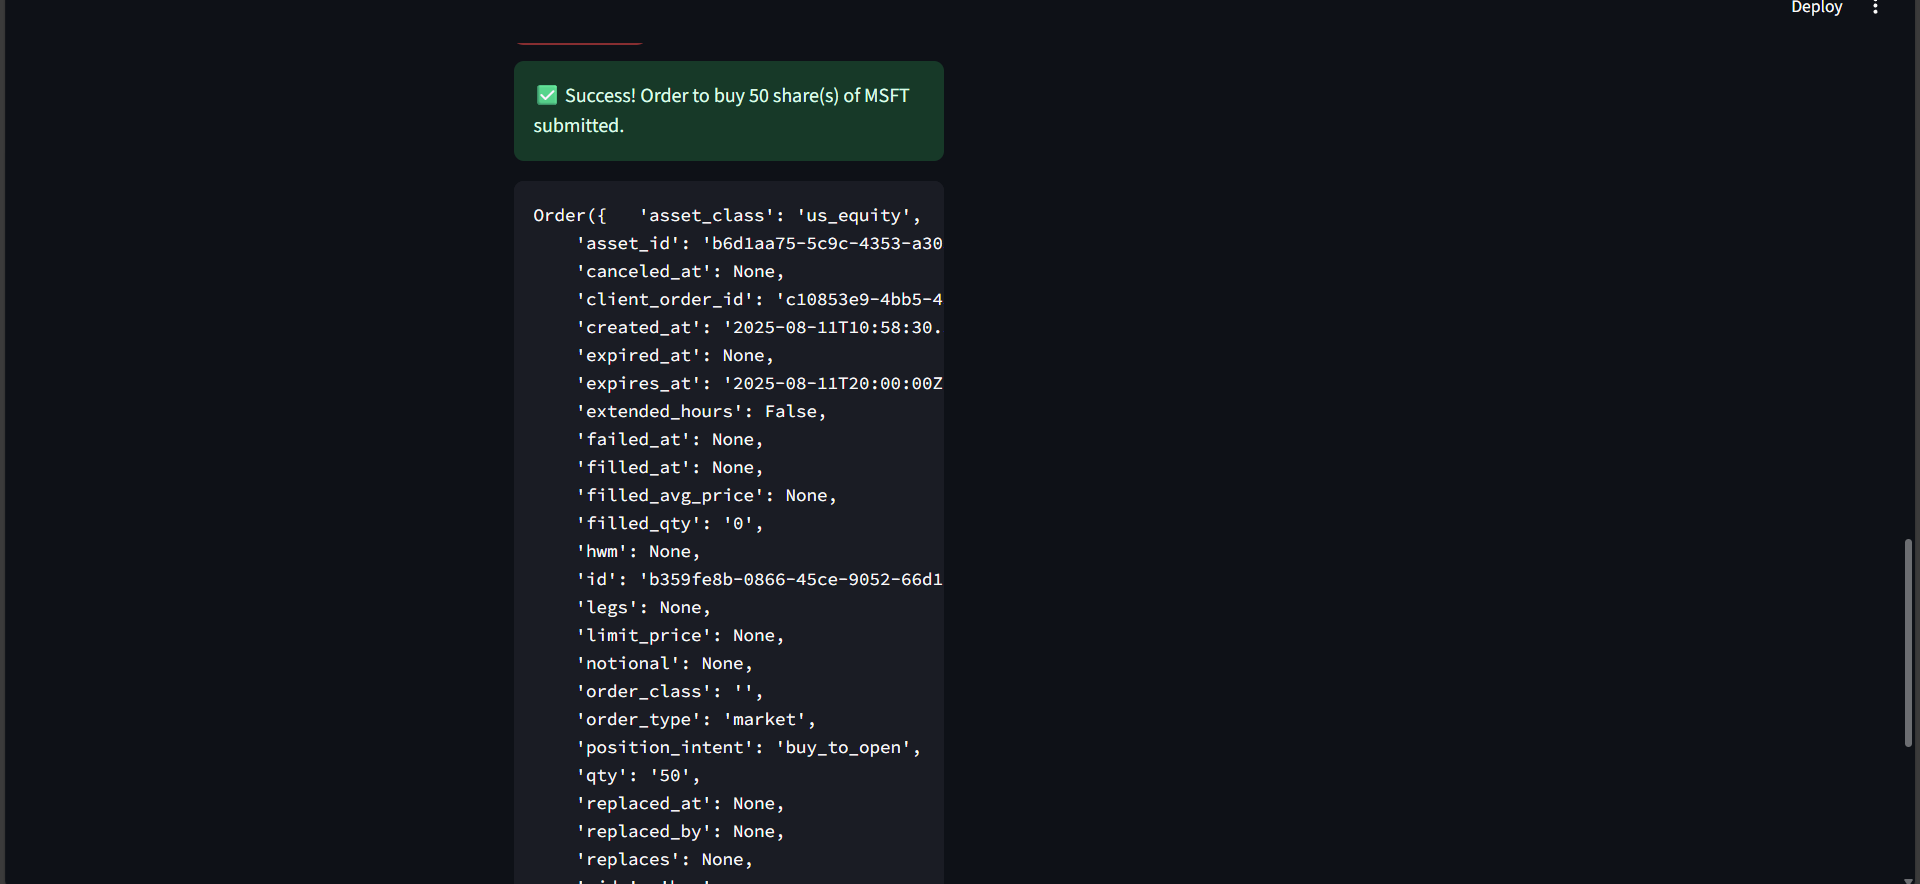 Deploy
✅ Success! Order to buy 50 share(s) of MSFT
submitted.
Order({   'asset_class': 'us_equity',
    'asset_id': 'b6d1aa75-5c9c-4353-a30
    'canceled_at': None,
    'client_order_id': 'c10853e9-4bb5-4
    'created_at': '2025-08-11T10:58:30.
    'expired_at': None,
    'expires_at': '2025-08-11T20:00:00Z
    'extended_hours': False,
    'failed_at': None,
    'filled_at': None,
    'filled_avg_price': None,
    'filled_qty': '0',
    'hwm': None,
    'id': 'b359fe8b-0866-45ce-9052-66d1
    'legs': None,
    'limit_price': None,
    'notional': None,
    'order_class': '',
    'order_type': 'market',
    'position_intent': 'buy_to_open',
    'qty': '50',
    'replaced_at': None,
    'replaced_by': None,
    'replaces': None,